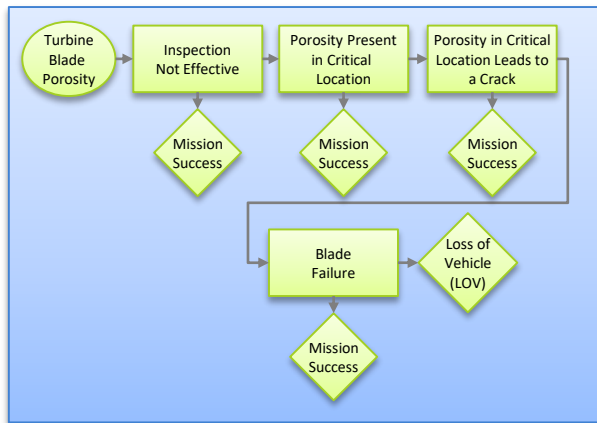 Turbine
Blade
Porosity
Inspection
Not Effective
Porosity Present
in Critical
Location
Porosity in Critical
Location Leads to
a Crack
Mission
Success
Mission
Success
Mission
Success
Blade
Failure
Loss of
Vehicle
(LOV)
Mission
Success